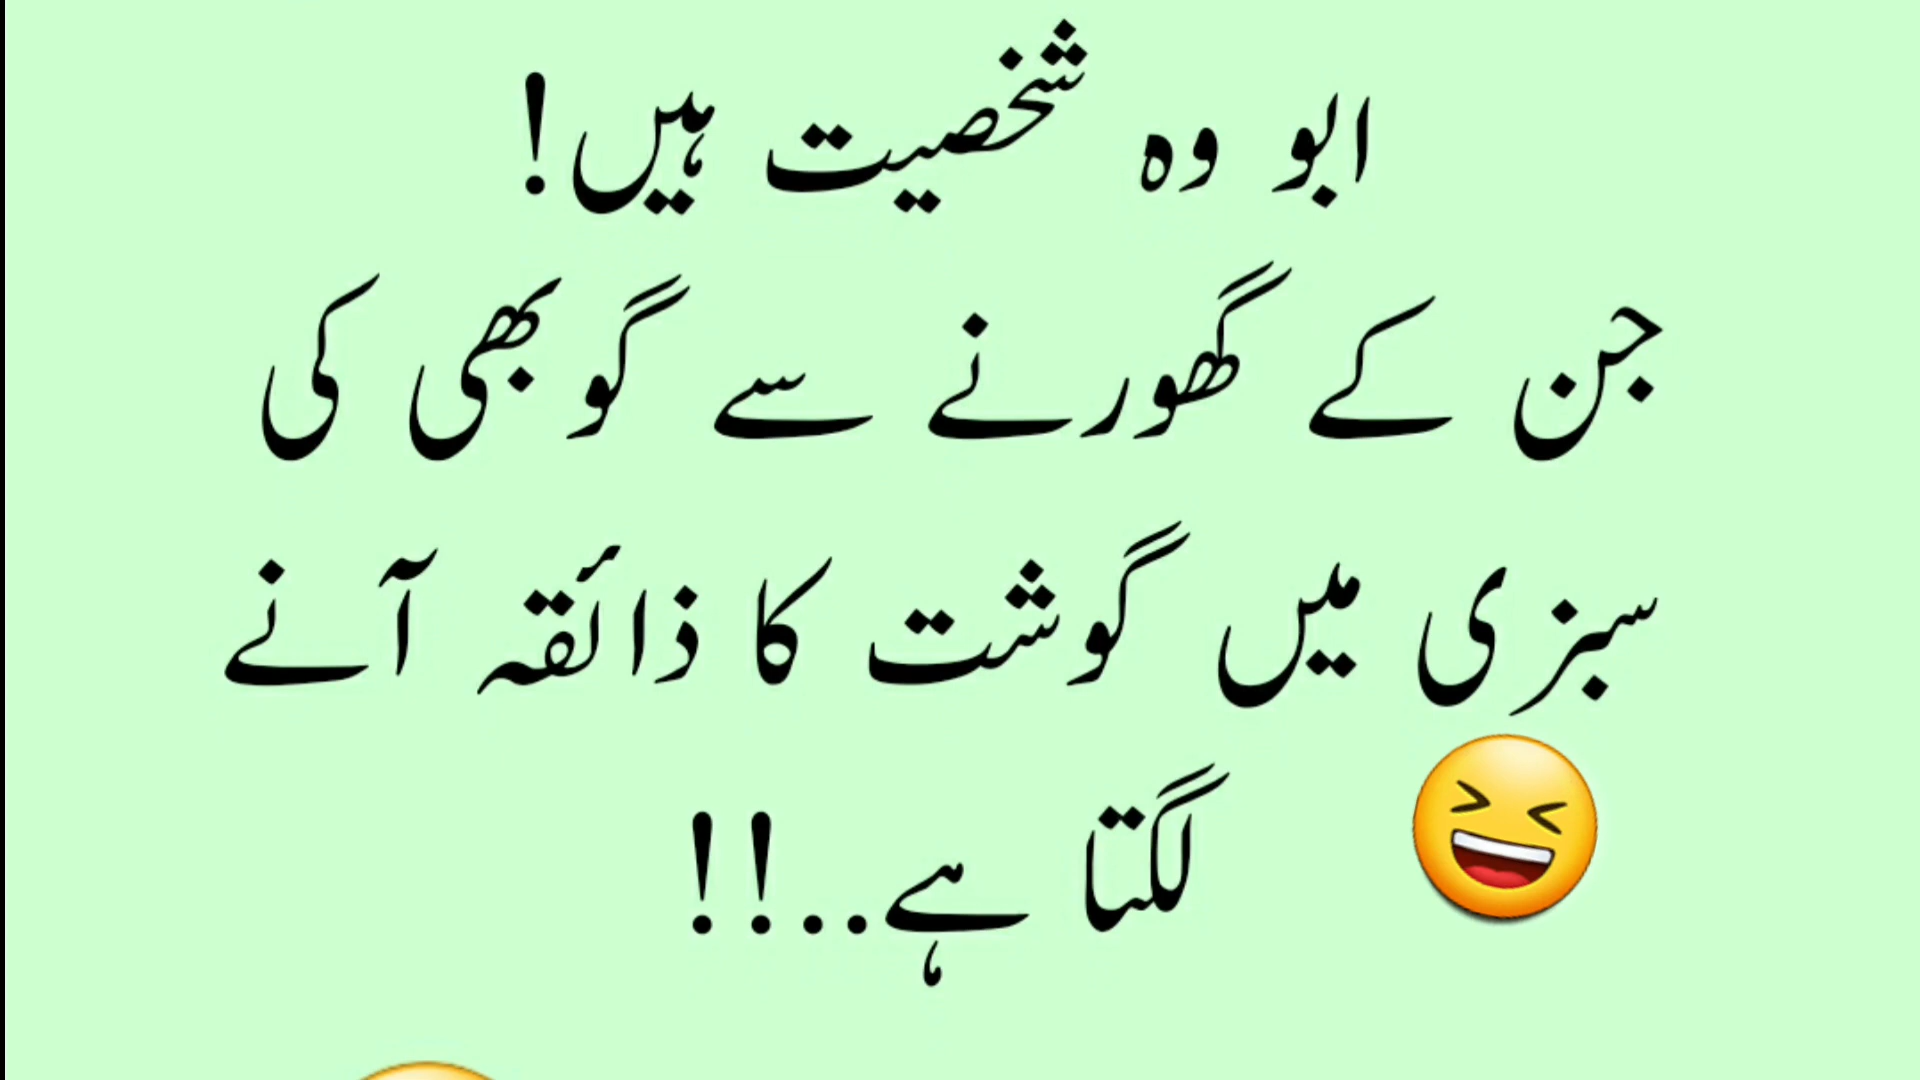 ابو وہ شخصیت ہیں!
جن کے گھورنے سے گوبھی کی
سبزی میں گوشت کا ذائقہ آنے
لگتا ہے..!!